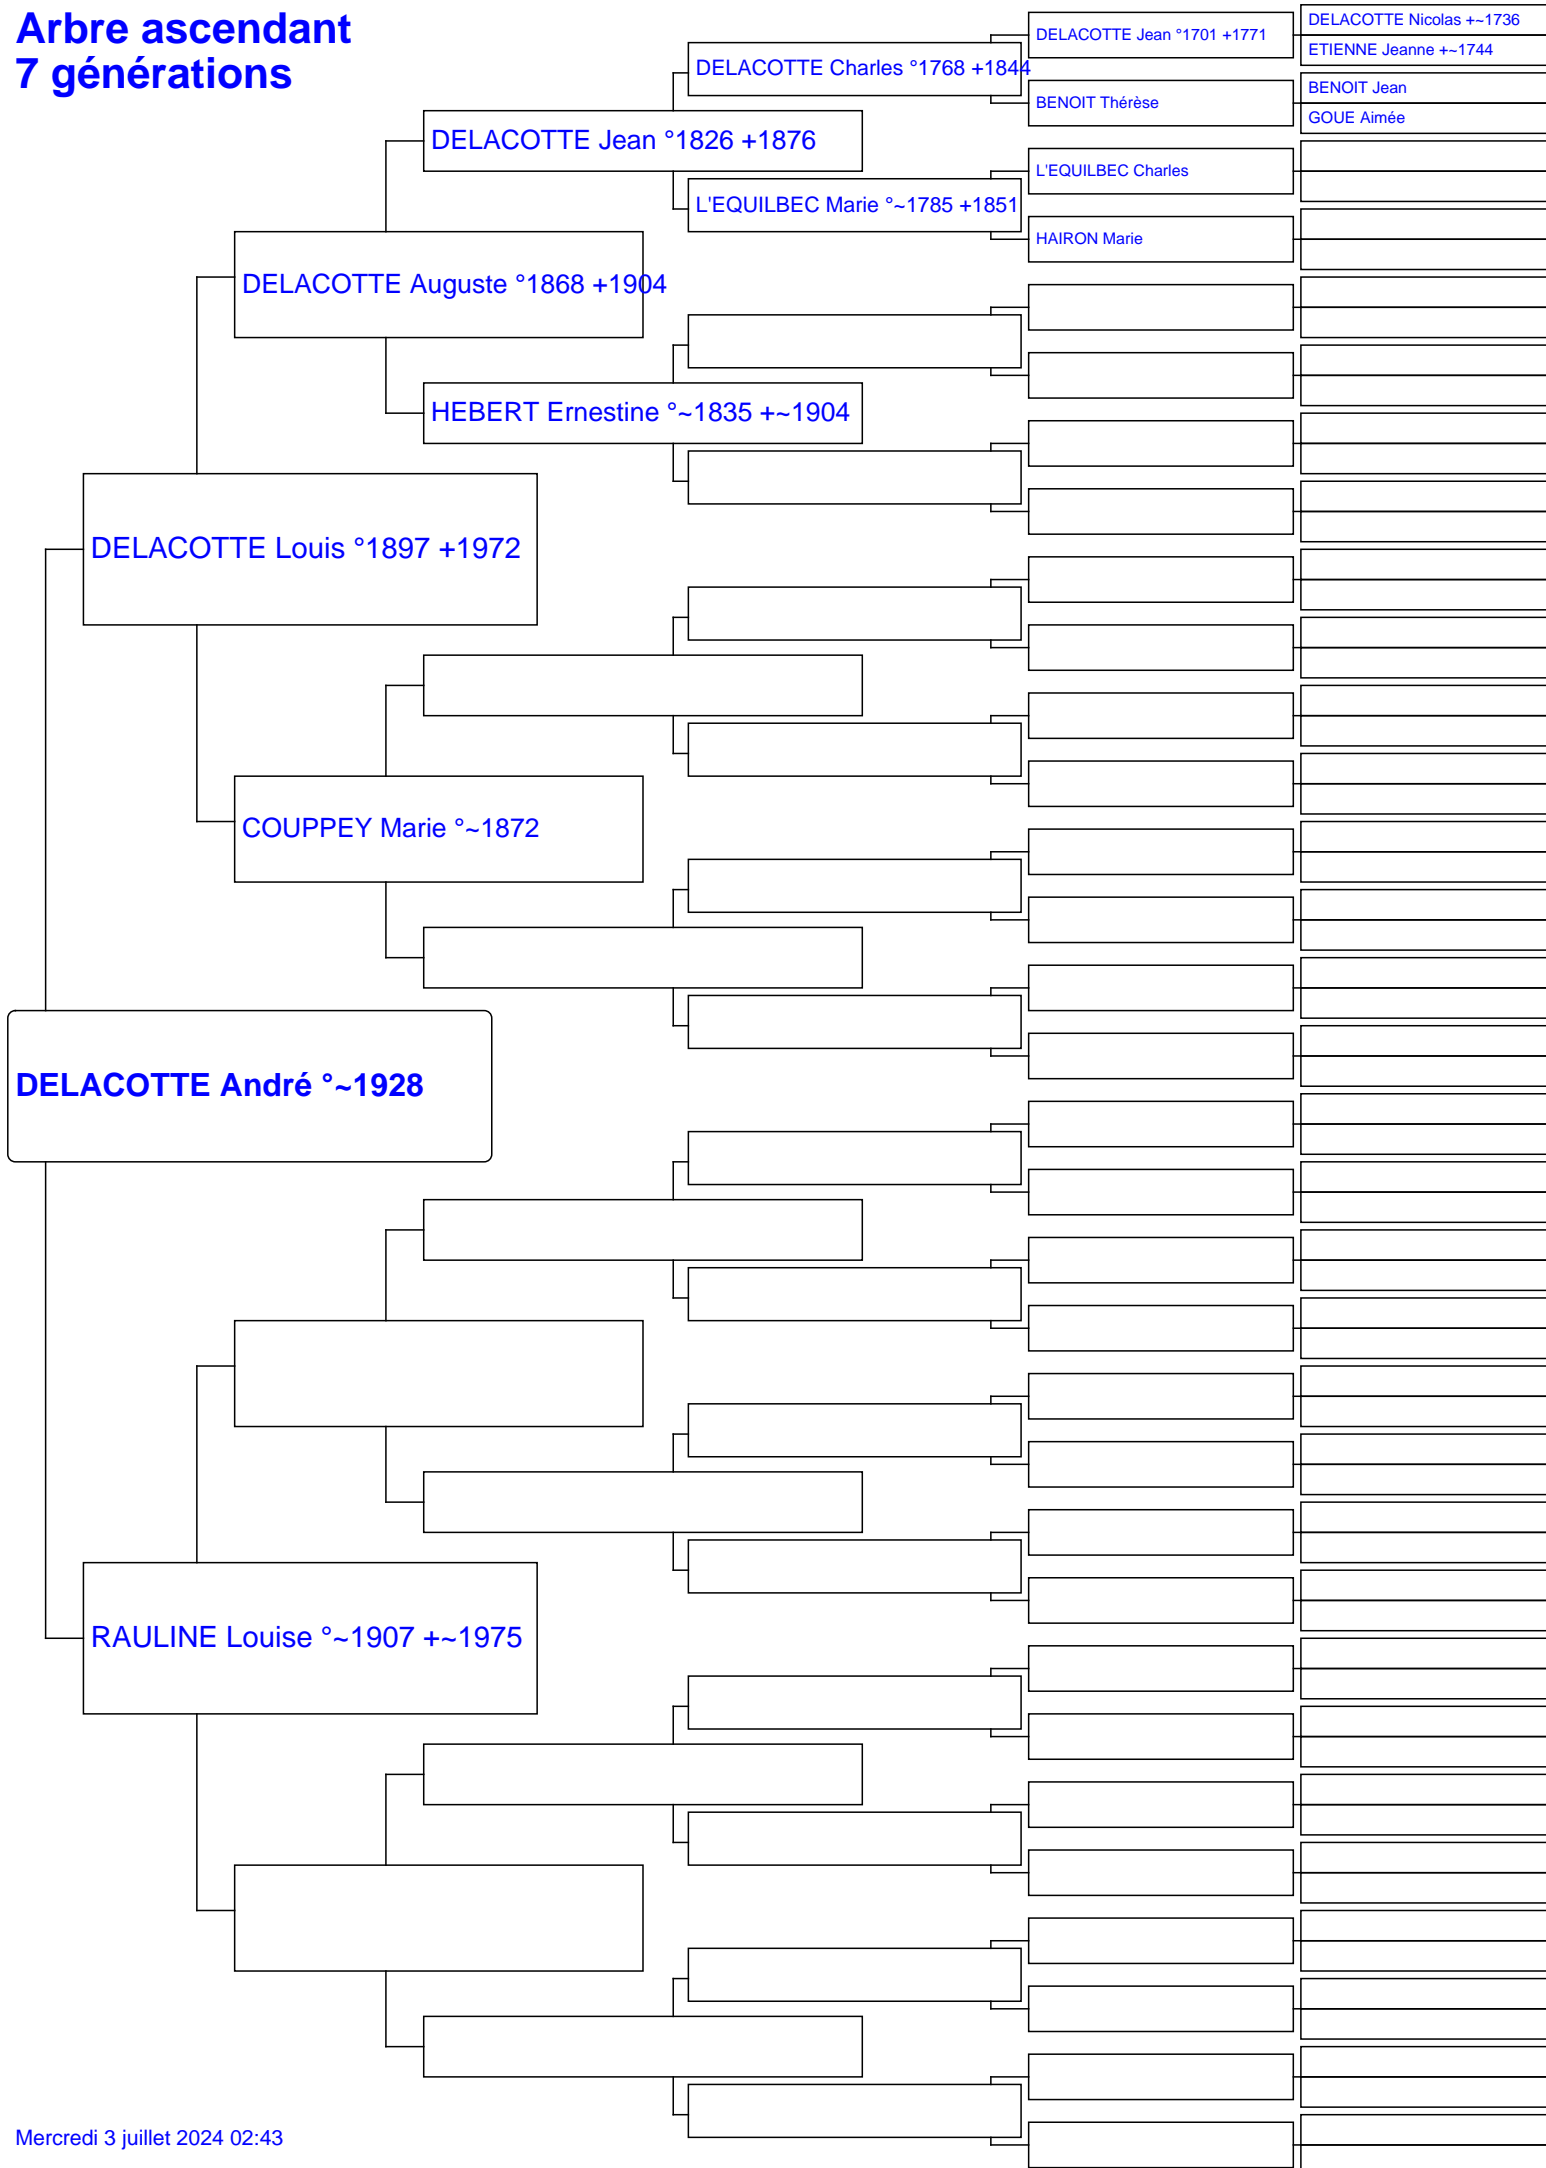 Arbre ascendant
7 générations
DELACOTTE Nicolas +~1736
DELACOTTE Jean °1701 +1771
ETIENNE Jeanne +~1744
DELACOTTE Charles °1768 +1844
BENOIT Jean
BENOIT Thérèse
GOUE Aimée
DELACOTTE Jean °1826 +1876
L'EQUILBEC Charles
L'EQUILBEC Marie °~1785 +1851
HAIRON Marie
DELACOTTE Auguste °1868 +1904
HEBERT Ernestine °~1835 +~1904
DELACOTTE Louis °1897 +1972
COUPPEY Marie °~1872
DELACOTTE André °~1928
RAULINE Louise °~1907 +~1975
Mercredi 3 juillet 2024 02:43